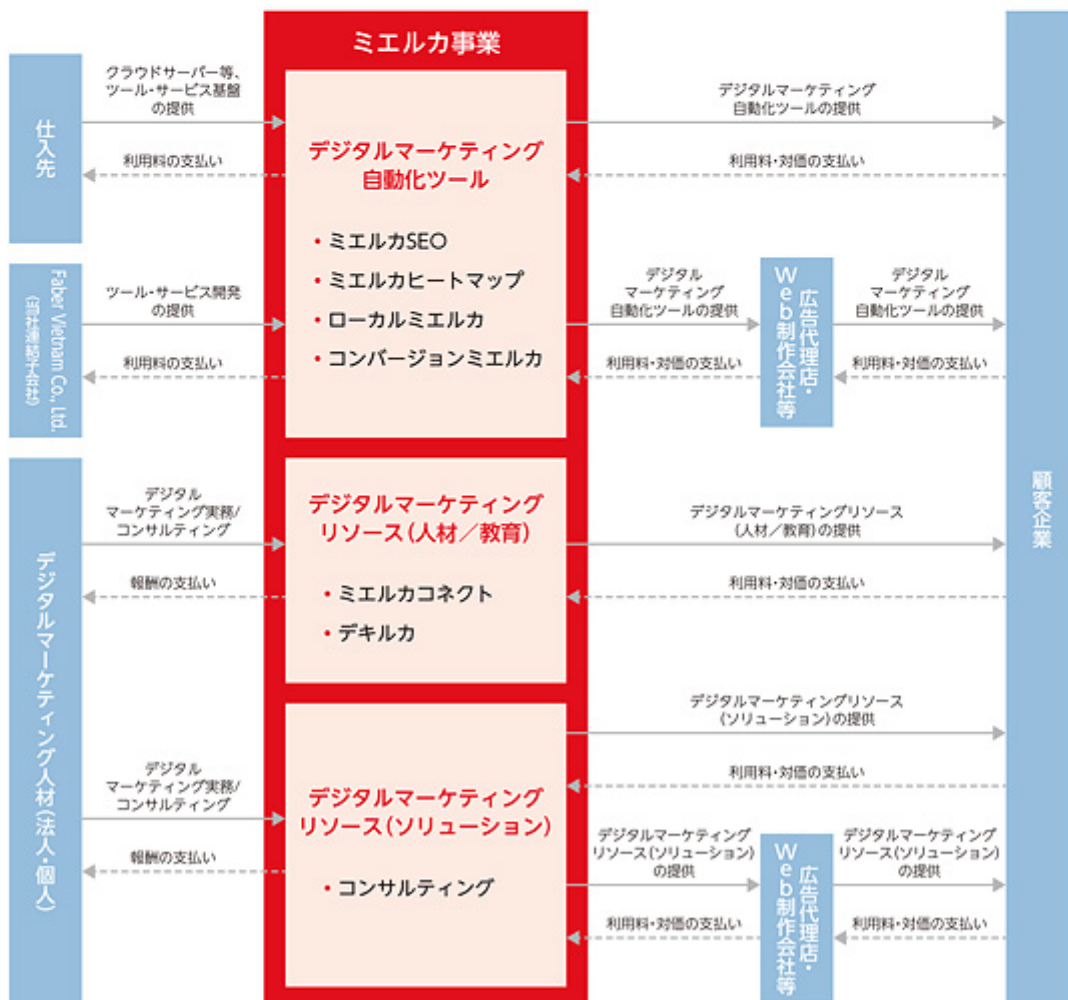 ミエルカ事業
仕入先
クラウドサーバー等、
ツール・サービス基盤
の提供
利用料の支払い
デジタルマーケティング
自動化ツール
・ミエルカSEO
・ミエルカヒートマップ
・ローカルミエルカ
・コンバージョンミエルカ
デジタルマーケティング
自動化ツールの提供
利用料・対価の支払い
Faber Vietnam Co., Ltd.
(当社連結子会社)
ツール・サービス開発
の提供
利用料の支払い
デジタル
マーケティング
自動化ツールの提供
利用料・対価の支払い
広告代理店・
Web制作会社等
デジタル
マーケティング
自動化ツールの提供
利用料・対価の支払い
顧客企業
デジタルマーケティング人材(法人・個人)
デジタル
マーケティング実務/
コンサルティング
報酬の支払い
デジタルマーケティング
リソース(人材/教育)
・ミエルカコネクト
・デキルカ
デジタルマーケティングリソース
(人材/教育)の提供
利用料・対価の支払い
デジタル
マーケティング実務/
コンサルティング
報酬の支払い
デジタルマーケティング
リソース(ソリューション)
・コンサルティング
デジタルマーケティングリソース
(ソリューション)の提供
利用料・対価の支払い
デジタルマーケティング
リソース(ソリューション)
の提供
利用料・対価の支払い
広告代理店・
Web制作会社等
デジタルマーケティング
リソース(ソリューション)
の提供
利用料・対価の支払い